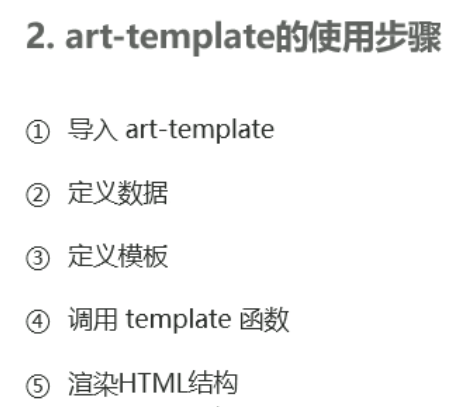 2. art-template的使用步骤
① 导入 art-template
② 定义数据
③ 定义模板
④ 调用 template 函数
⑤ 渲染HTML结构